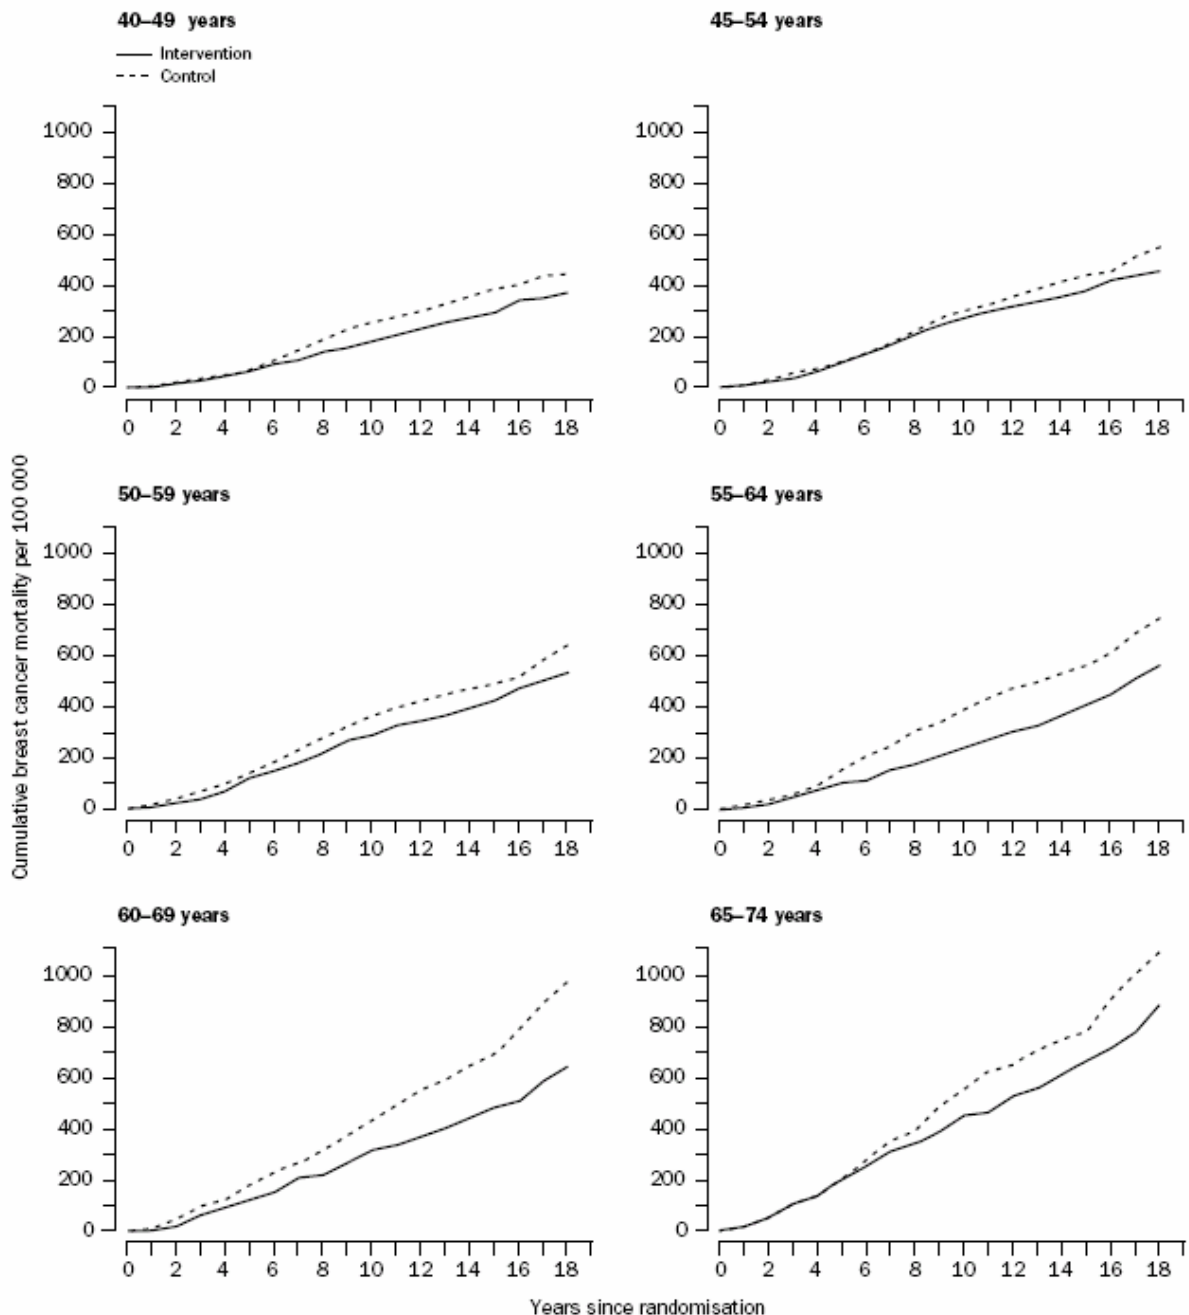 40–49 years
Intervention
Control
45–54 years
1000
800
600
400
200
0
0 2 4 6 8 10 12 14 16 18
1000
800
600
400
200
0
0 2 4 6 8 10 12 14 16 18
Cumulative breast cancer mortality per 100 000
50–59 years
1000
800
600
400
200
0
0 2 4 6 8 10 12 14 16 18
55–64 years
1000
800
600
400
200
0
0 2 4 6 8 10 12 14 16 18
60–69 years
1000
800
600
400
200
0
0 2 4 6 8 10 12 14 16 18
65–74 years
1000
800
600
400
200
0
0 2 4 6 8 10 12 14 16 18
Years since randomisation